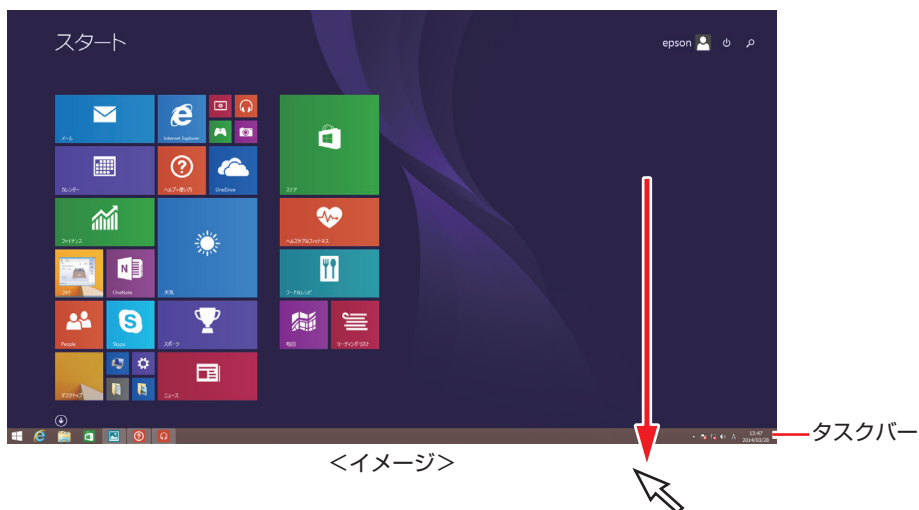 スタート
epson
メール
Internet Explorer
カレンダー
ヘルプ+使い方
OneDrive
ストア
ファイナンス
ヘルスケア&フィットネス
フォト
OneNote
天気
フード&レシピ
People
Skype
スポーツ
地図
リーディング リスト
デスクトップ
ニュース
A 13:47
2014/03/28
タスクバー
<イメージ>